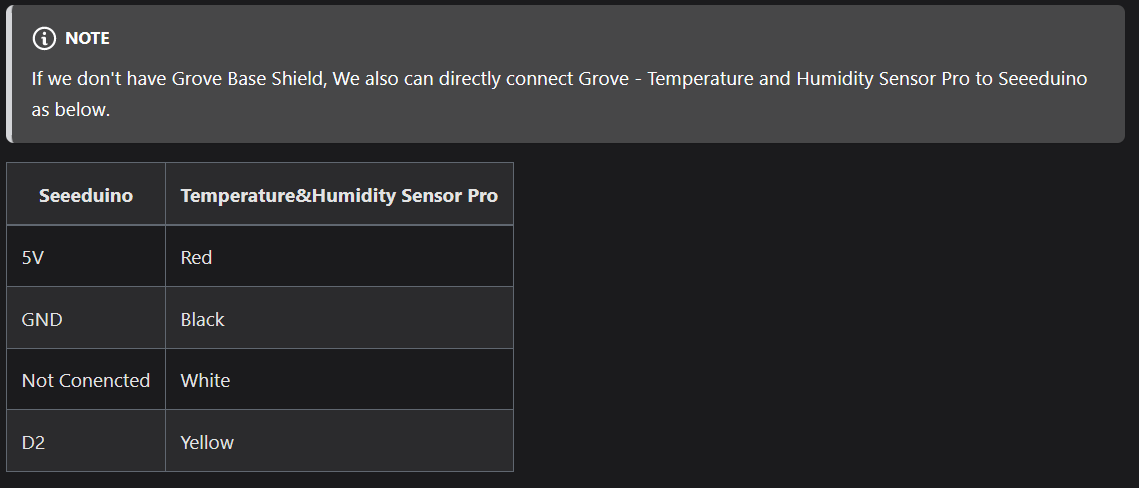 NOTE
If we don't have Grove Base Shield, We also can directly connect Grove - Temperature and Humidity Sensor Pro to Seeeduino
as below.
Seeeduino Temperature&Humidity Sensor Pro
5V Red
GND Black
Not Conencted White
D2 Yellow